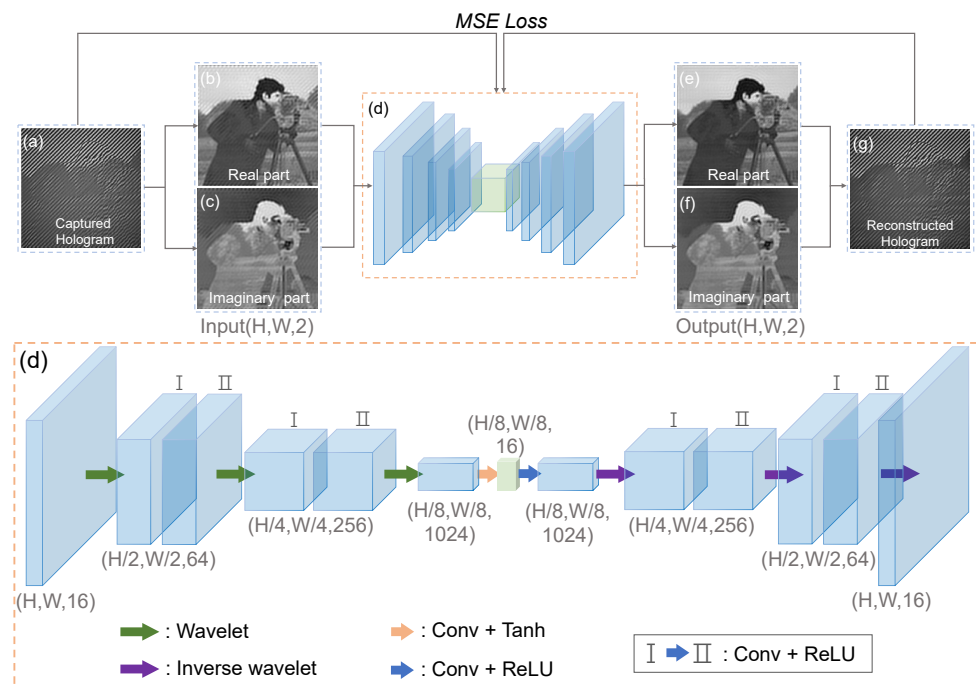 MSE Loss
(a)
Captured
Hologram
(b)
Real part
(c)
Imaginary part
Input(H,W,2)
(d)
(e)
Real part
(f)
Imaginary part
Output(H,W,2)
(g)
Reconstructed
Hologram
(d)
I
II
I
II
(H/8,W/8,
16)
I
II
I
II
(H,W,16)
(H/2,W/2,64)
(H/4,W/4,256)
(H/8,W/8,
1024)
(H/8,W/8,
1024)
(H/4,W/4,256)
(H/2,W/2,64)
(H,W,16)
: Wavelet
: Conv + Tanh
: Inverse wavelet
: Conv + ReLU
I II : Conv + ReLU